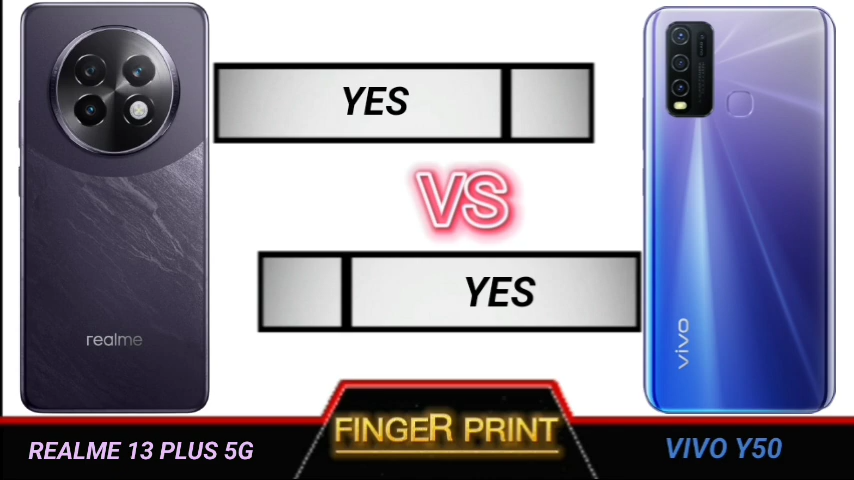 YES
VS
YES
realme
vivo
FINGER PRINT
REALME 13 PLUS 5G
VIVO Y50